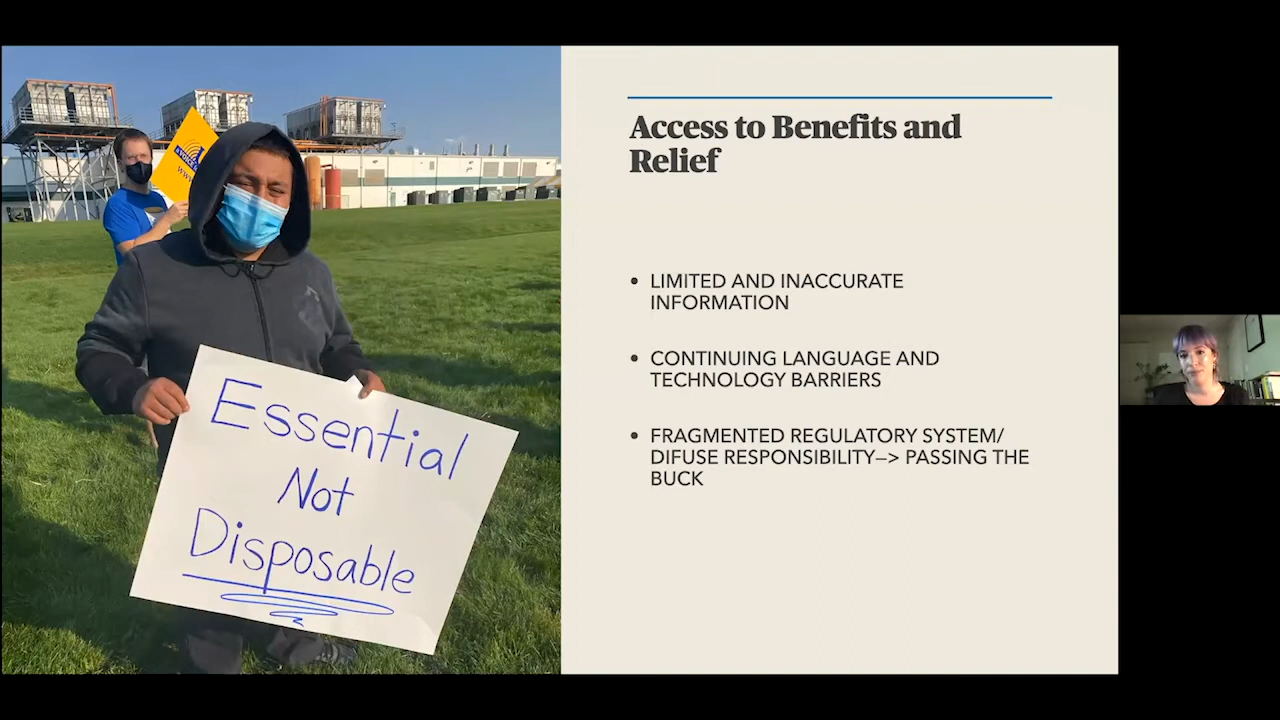 Access to Benefits and
Relief
• LIMITED AND INACCURATE
INFORMATION
• CONTINUING LANGUAGE AND
TECHNOLOGY BARRIERS
• FRAGMENTED REGULATORY SYSTEM/
DIFUSE RESPONSIBILITY—> PASSING THE
BUCK
Essential
Not
Disposable